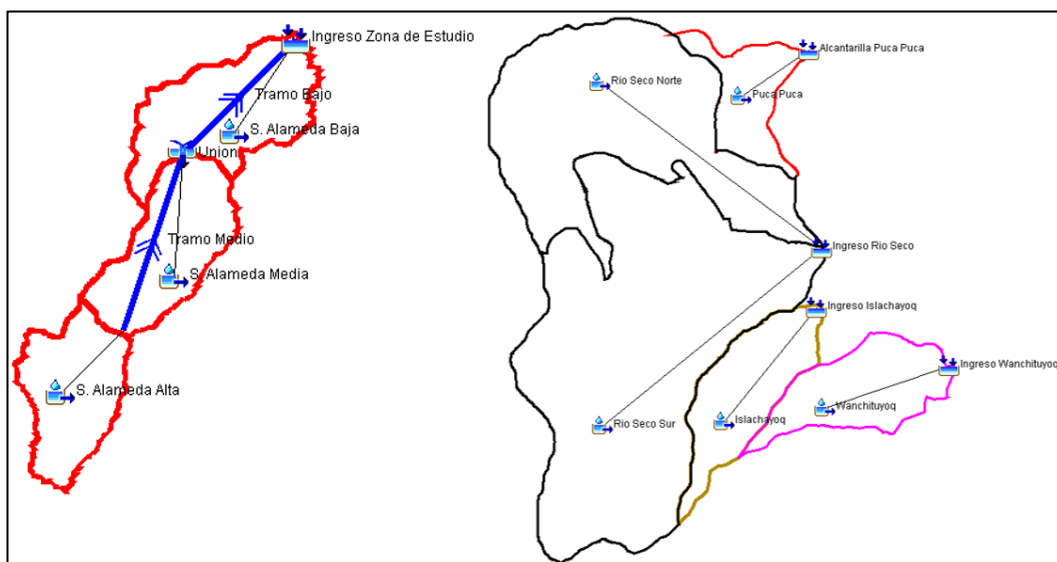 Ingreso Zona de Estudio
Tramo Bajo
S. Alameda Baja
Union
Tramo Medio
S. Alameda Media
S. Alameda Alta
Alcantarilla Puca Puca
Rio Seco Norte
Puca Puca
Ingreso Rio Seco
Ingreso Islachayoq
Ingreso Wanchituyoq
Wanchituyoq
Islachayoq
Rio Seco Sur